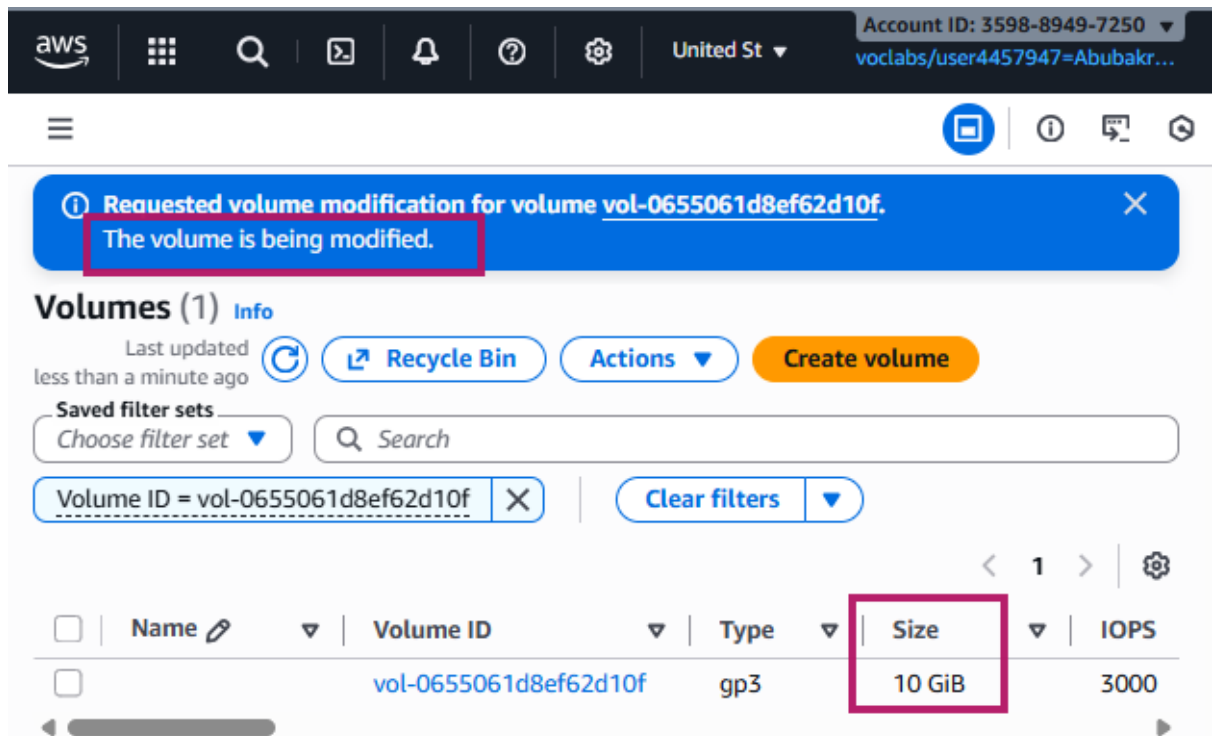 aws
United St
Account ID: 3598-8949-7250
voclabs/user4457947=Abubakr...
Requested volume modification for volume vol-0655061d8ef62d10f.
The volume is being modified.
Volumes (1) Info
Last updated
less than a minute ago
Recycle Bin
Actions
Create volume
Saved filter sets
Choose filter set
Search
Volume ID = vol-0655061d8ef62d10f
Clear filters
1
Name
Volume ID
Type
Size
IOPS
vol-0655061d8ef62d10f
gp3
10 GiB
3000